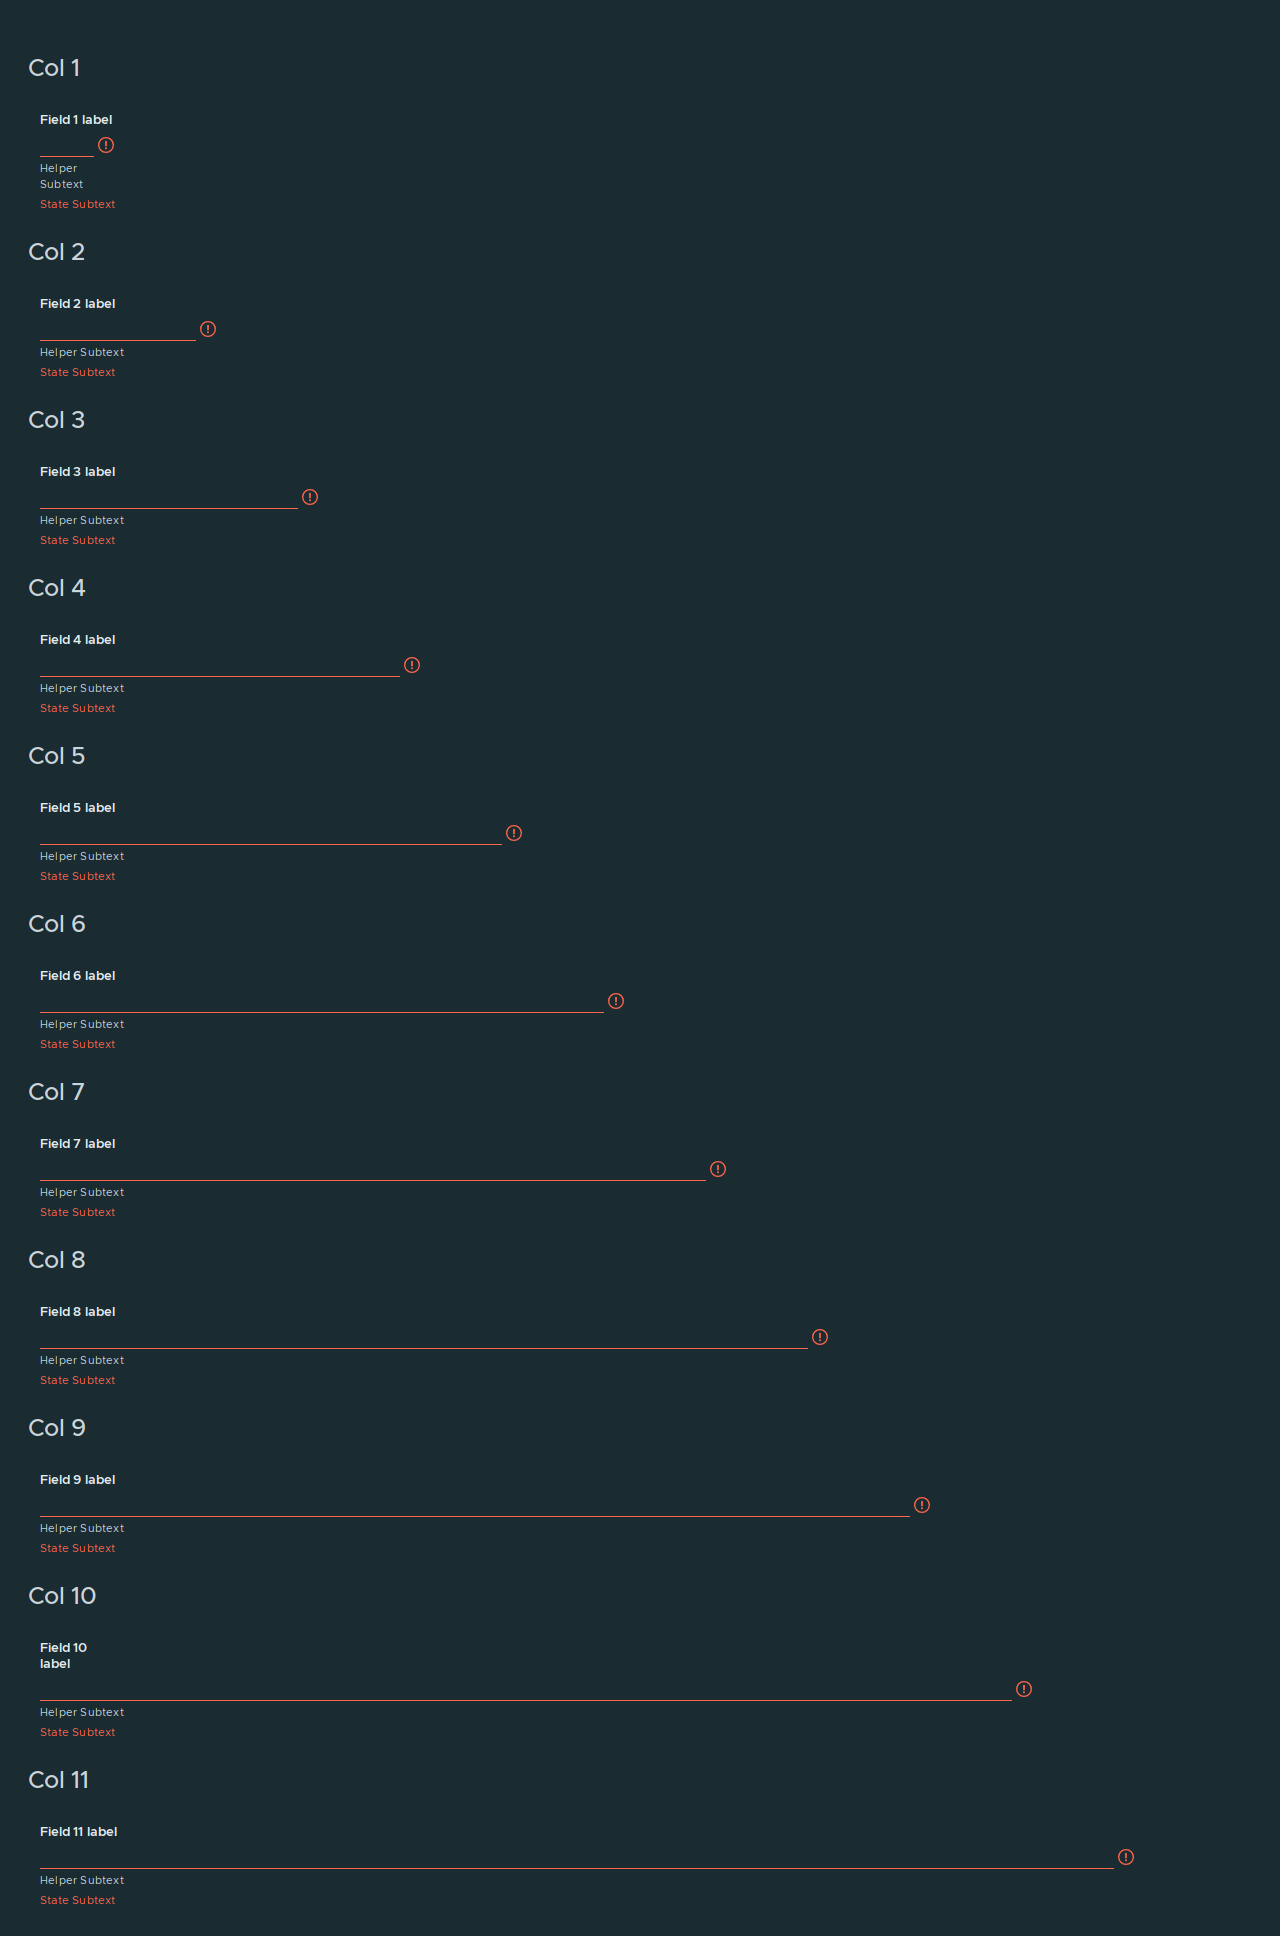 Col 1
Field 1 label
Helper
Subtext
State Subtext
Col 2
Field 2 label
Helper Subtext
State Subtext
Col 3
Field 3 label
Helper Subtext
State Subtext
Col 4
Field 4 label
Helper Subtext
State Subtext
Col 5
Field 5 label
Helper Subtext
State Subtext
Col 6
Field 6 label
Helper Subtext
State Subtext
Col 7
Field 7 label
Helper Subtext
State Subtext
Col 8
Field 8 label
Helper Subtext
State Subtext
Col 9
Field 9 label
Helper Subtext
State Subtext
Col 10
Field 10
label
Helper Subtext
State Subtext
Col 11
Field 11 label
Helper Subtext
State Subtext